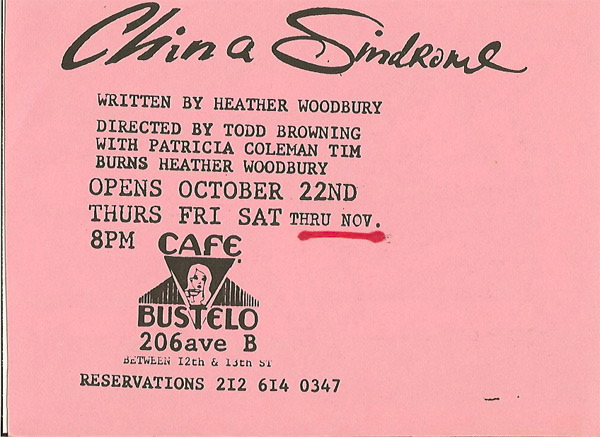 China Sindrome
WRITTEN BY HEATHER WOODBURY
DIRECTED BY TODD BROWNING
WITH PATRICIA COLEMAN TIM
BURNS HEATHER WOODBURY
OPENS OCTOBER 22ND
THURS FRI SAT THRU NOV.
8PM
CAFE
BUSTELO
206ave B
BETWEEN 12th & 13th ST
RESERVATIONS 212 614 0347